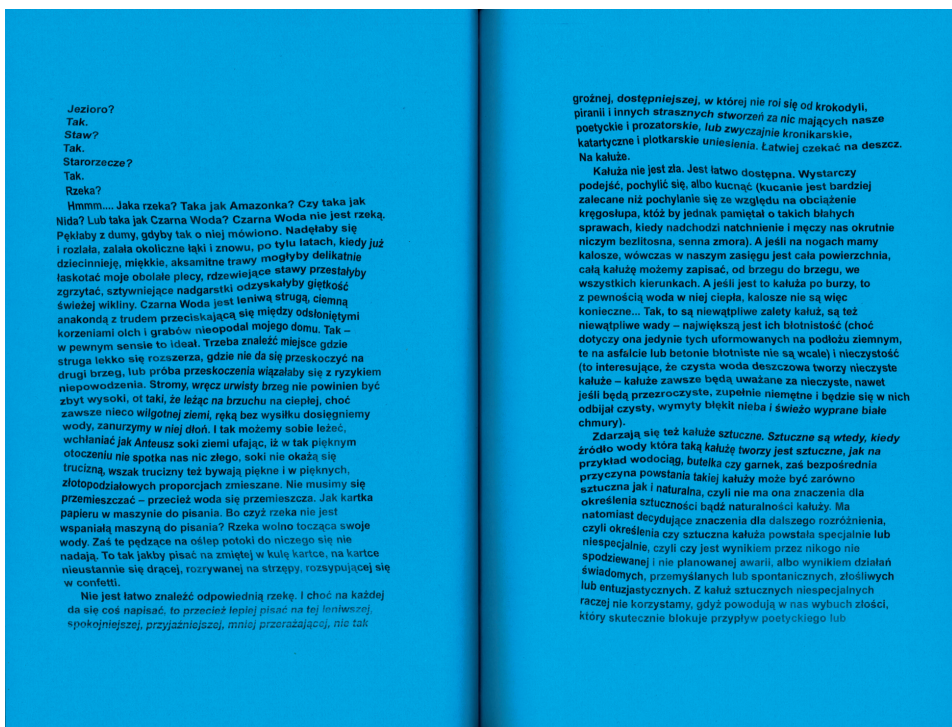 Jezioro?
Tak.
Staw?
Tak.
Starorzecze?
Tak.
Rzeka?
Hmmm.... Jaka rzeka? Taka jak Amazonka? Czy taka jak
Nida? Lub taka jak Czarna Woda? Czarna Woda nie jest rzeką.
Pękłaby z dumy, gdyby tak o niej mówiono. Nadęłaby się
i rozlała, zalała okoliczne łąki i znowu, po tylu latach, kiedy już
dziecinnieję, miękkie, aksamitne trawy mogłyby delikatnie
łaskotać moje obolałe plecy, rdzewiejące stawy przestałyby
zgrzytać, sztywniejące nadgarstki odzyskałyby giętkość
świeżej wikliny. Czarna Woda jest leniwą strugą, ciemną
anakondą z trudem przeciskającą się między odsłoniętymi
korzeniami olch i grabów nieopodal mojego domu. Tak –
w pewnym sensie to ideał. Trzeba znaleźć miejsce gdzie
struga lekko się rozszerza, gdzie nie da się przeskoczyć na
drugi brzeg, lub próba przeskoczenia wiązałaby się z ryzykiem
niepowodzenia. Stromy, wręcz urwisty brzeg nie powinien być
zbyt wysoki, ot taki, że leżąc na brzuchu na ciepłej, choć
zawsze nieco wilgotnej ziemi, ręką bez wysiłku dosięgniemy
wody, zanurzymy w niej dłoń. I tak możemy sobie leżeć,
wchłaniać jak Anteusz soki ziemi ufając, iż w tak pięknym
otoczeniu nie spotka nas nic złego, soki nie okażą się
trucizną, wszak trucizny też bywają piękne i w pięknych,
złotopodziałowych proporcjach zmieszane. Nie musimy się
przemieszczać – przecież woda się przemieszcza. Jak kartka
papieru w maszynie do pisania. Bo czyż rzeka nie jest
wspaniałą maszyną do pisania? Rzeka wolno tocząca swoje
wody. Zaś te pędzące na oślep potoki do niczego się nie
nadają. To tak jakby pisać na zmiętej w kulę kartce, na kartce
nieustannie się drącej, rozrywanej na strzępy, rozsypującej się
w confetti.
Nie jest łatwo znaleźć odpowiednią rzekę. I choć na każdej
da się coś napisać, to przecież lepiej pisać na tej leniwszej,
spokojniejszej, przyjaźniejszej, mniej przerażającej, nie tak
groźnej, dostępniejszej, w której nie roi się od krokodyli,
piranii i innych strasznych stworzeń za nic mających nasze
poetyckie i prozatorskie, lub zwyczajnie kronikarskie,
katartyczne i plotkarskie uniesienia. Łatwiej czekać na deszcz.
Na kałuże.
Kałuża nie jest zła. Jest łatwo dostępna. Wystarczy
podejść, pochylić się, albo kucnąć (kucanie jest bardziej
zalecane niż pochylanie się ze względu na obciążenie
kręgosłupa, któż by jednak pamiętał o takich błahych
sprawach, kiedy nadchodzi natchnienie i męczy nas okrutnie
niczym bezlitosna, senna zmora). A jeśli na nogach mamy
kalosze, wówczas w naszym zasięgu jest cała powierzchnia,
całą kałużę możemy zapisać, od brzegu do brzegu, we
wszystkich kierunkach. A jeśli jest to kałuża po burzy, to
z pewnością woda w niej ciepła, kalosze nie są więc
konieczne... Tak, to są niewątpliwe zalety kałuż, są też
niewątpliwe wady – największą jest ich błotnistość (choć
dotyczy ona jedynie tych uformowanych na podłożu ziemnym,
te na asfalcie lub betonie błotniste nie są wcale) i nieczystość
(to interesujące, że czysta woda deszczowa tworzy nieczyste
kałuże – kałuże zawsze będą uważane za nieczyste, nawet
jeśli będą przezroczyste, zupełnie niemętne i będzie się w nich
odbijał czysty, wymyty błękit nieba i świeżo wyprane białe
chmury).
Zdarzają się też kałuże sztuczne. Sztuczne są wtedy, kiedy
źródło wody która taką kałużę tworzy jest sztuczne, jak na
przykład wodociąg, butelka czy garnek, zaś bezpośrednia
przyczyna powstania takiej kałuży może być zarówno
sztuczna jak i naturalna, czyli nie ma ona znaczenia dla
określenia sztuczności bądź naturalności kałuży. Ma
natomiast decydujące znaczenia dla dalszego rozróżnienia,
czyli określenia czy sztuczna kałuża powstała specjalnie lub
niespecjalnie, czyli czy jest wynikiem przez nikogo nie
spodziewanej i nie planowanej awarii, albo wynikiem działań
świadomych, przemyślanych lub spontanicznych, złośliwych
lub entuzjastycznych. Z kałuż sztucznych niespecjalnych
raczej nie korzystamy, gdyż powodują w nas wybuch złości,
który skutecznie blokuje przypływ poetyckiego lub